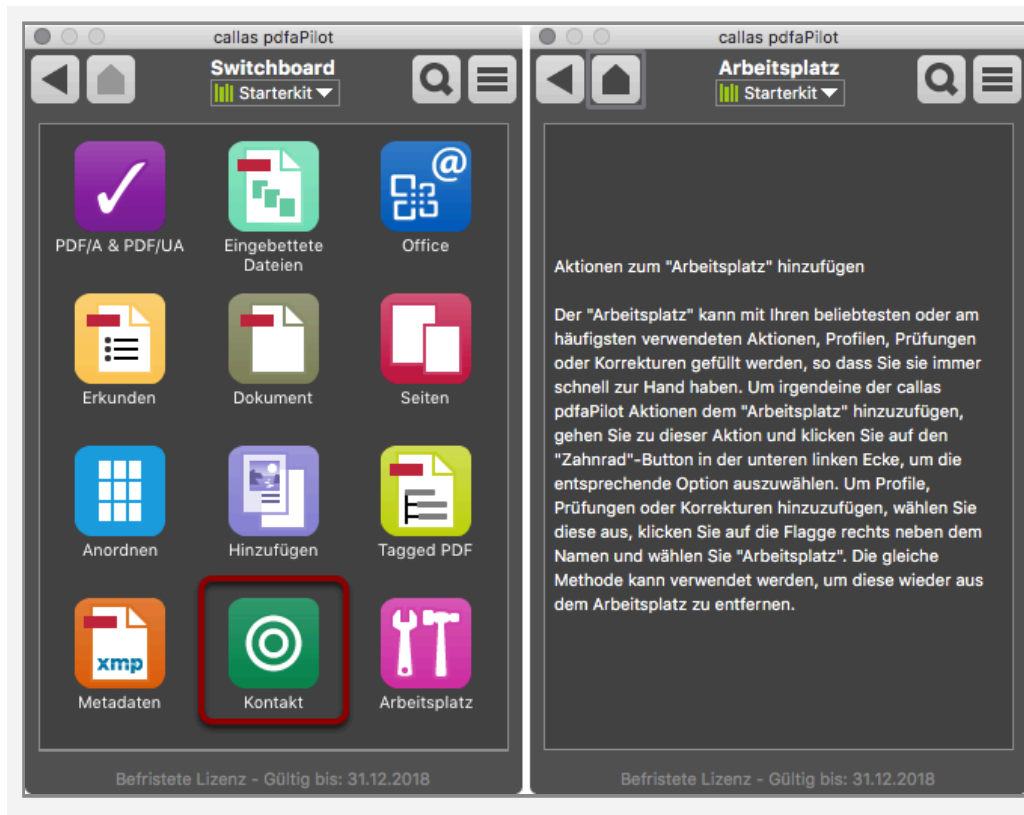 callas pdfaPilot
Switchboard
Starterkit
PDF/A & PDF/UA
Eingebettete
Dateien
@
Office
Erkunden
Dokument
Seiten
Anordnen
Hinzufügen
Tagged PDF
xmp
Metadaten
Kontakt
Arbeitsplatz
Befristete Lizenz - Gültig bis: 31.12.2018
callas pdfaPilot
Arbeitsplatz
Starterkit
Aktionen zum "Arbeitsplatz" hinzufügen
Der "Arbeitsplatz" kann mit Ihren beliebtesten oder am
häufigsten verwendeten Aktionen, Profilen, Prüfungen
oder Korrekturen gefüllt werden, so dass Sie sie immer
schnell zur Hand haben. Um irgendeine der callas
pdfaPilot Aktionen dem "Arbeitsplatz" hinzuzufügen,
gehen Sie zu dieser Aktion und klicken Sie auf den
"Zahnrad"-Button in der unteren linken Ecke, um die
entsprechende Option auszuwählen. Um Profile,
Prüfungen oder Korrekturen hinzuzufügen, wählen Sie
diese aus, klicken Sie auf die Flagge rechts neben dem
Namen und wählen Sie "Arbeitsplatz". Die gleiche
Methode kann verwendet werden, um diese wieder aus
dem Arbeitsplatz zu entfernen.
Befristete Lizenz - Gültig bis: 31.12.2018